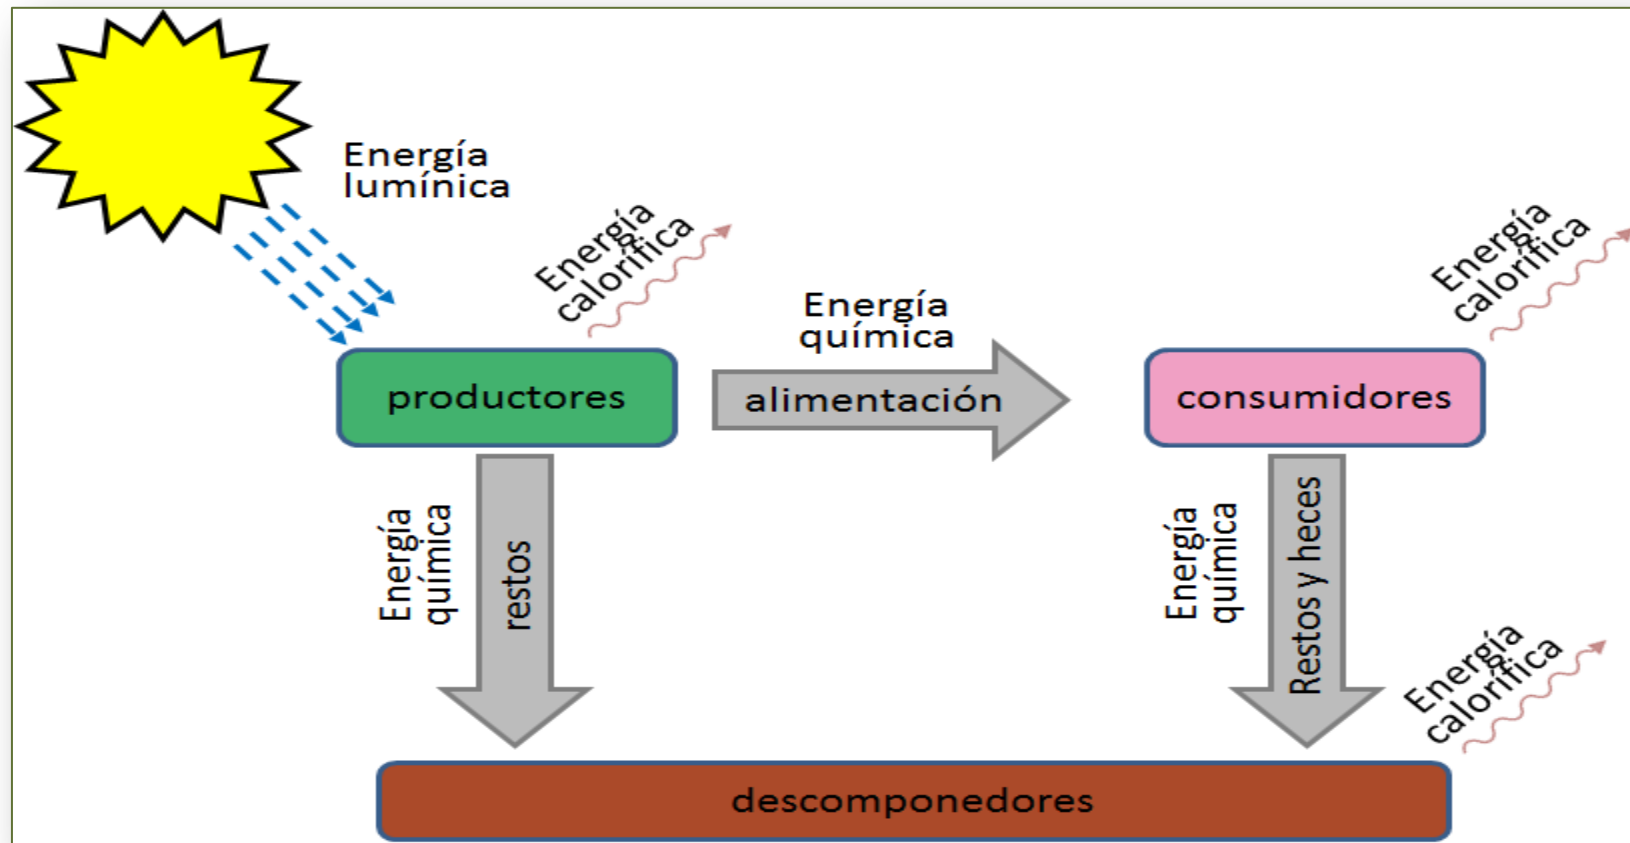 Energía
lumínica
Energía
calorífica
Energía
química
Energía
calorífica
productores
alimentación
consumidores
Energía
química
restos
Energía
química
Restos y heces
Energía
calorífica
descomponedores